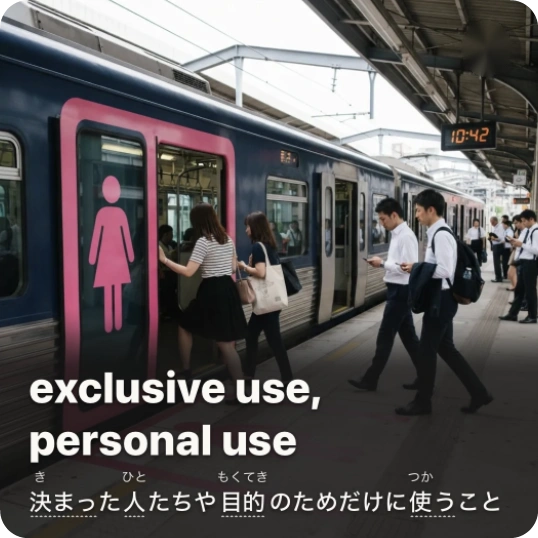 10:42
exclusive use,
personal use
き ひと もくてき つか
決まった人たちや目的のためだけに使うこと